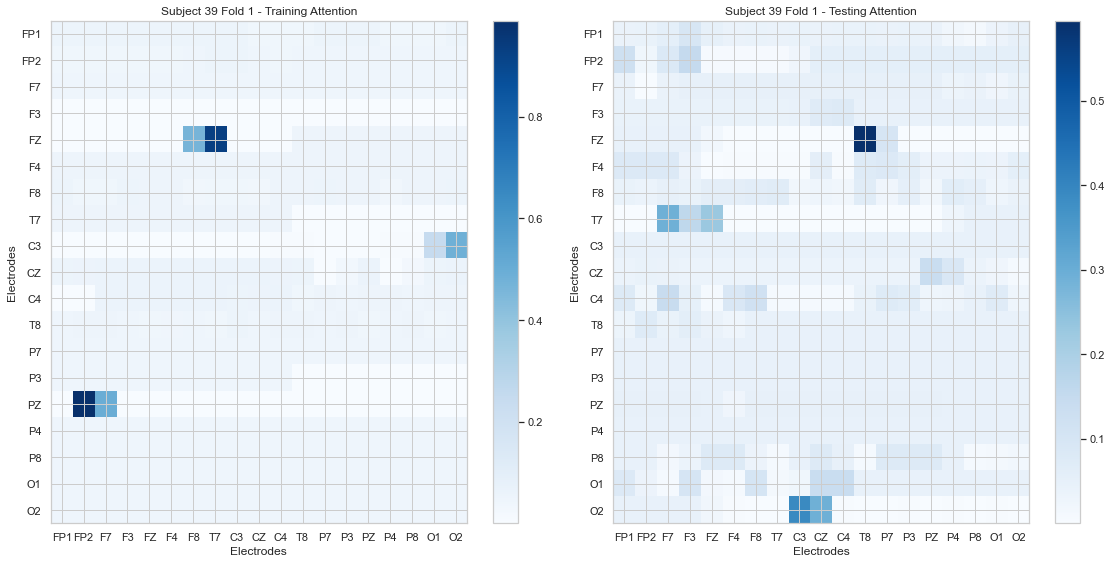 Subject 39 Fold 1 - Training Attention
FP1
FP2
F7
F3
FZ
F4
F8
T7
C3
CZ
C4
T8
P7
P3
PZ
P4
P8
O1
O2
Electrodes
FP1 FP2 F7 F3 FZ F4 F8 T7 C3 CZ C4 T8 P7 P3 PZ P4 P8 O1 O2
Electrodes
0.8
0.6
0.4
0.2
Subject 39 Fold 1 - Testing Attention
FP1
FP2
F7
F3
FZ
F4
F8
T7
C3
CZ
C4
T8
P7
P3
PZ
P4
P8
O1
O2
Electrodes
FP1 FP2 F7 F3 FZ F4 F8 T7 C3 CZ C4 T8 P7 P3 PZ P4 P8 O1 O2
Electrodes
0.5
0.4
0.3
0.2
0.1